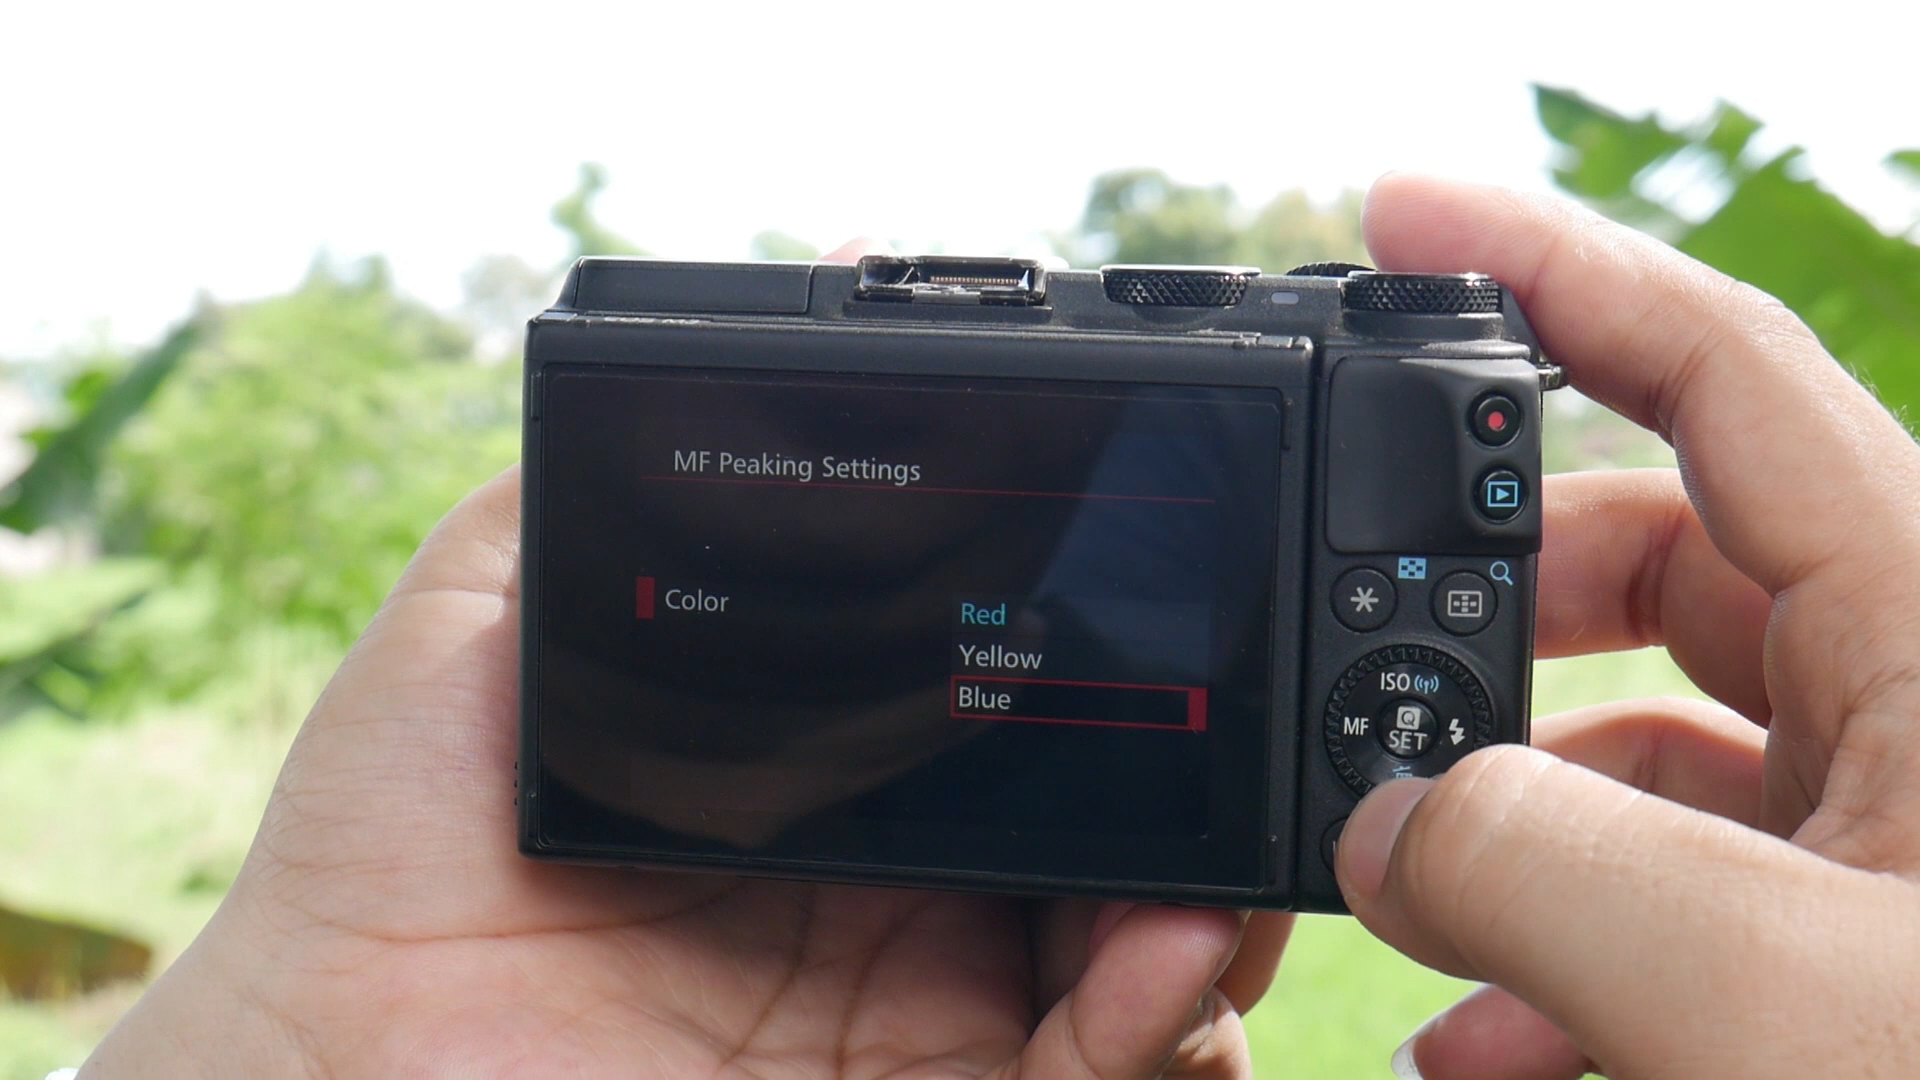 MF Peaking Settings
Color
Red
Yellow
Blue
ISO
MF
Q
SET